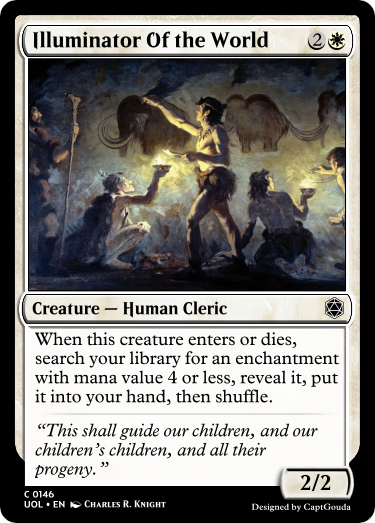 Illuminator Of the World 2
Creature — Human Cleric
When this creature enters or dies,
search your library for an enchantment
with mana value 4 or less, reveal it, put
it into your hand, then shuffle.
“This shall guide our children, and our
children’s children, and all their
progeny.”
2/2
C 0146
UOL • EN CHARLES R. KNIGHT
Designed by CaptGouda